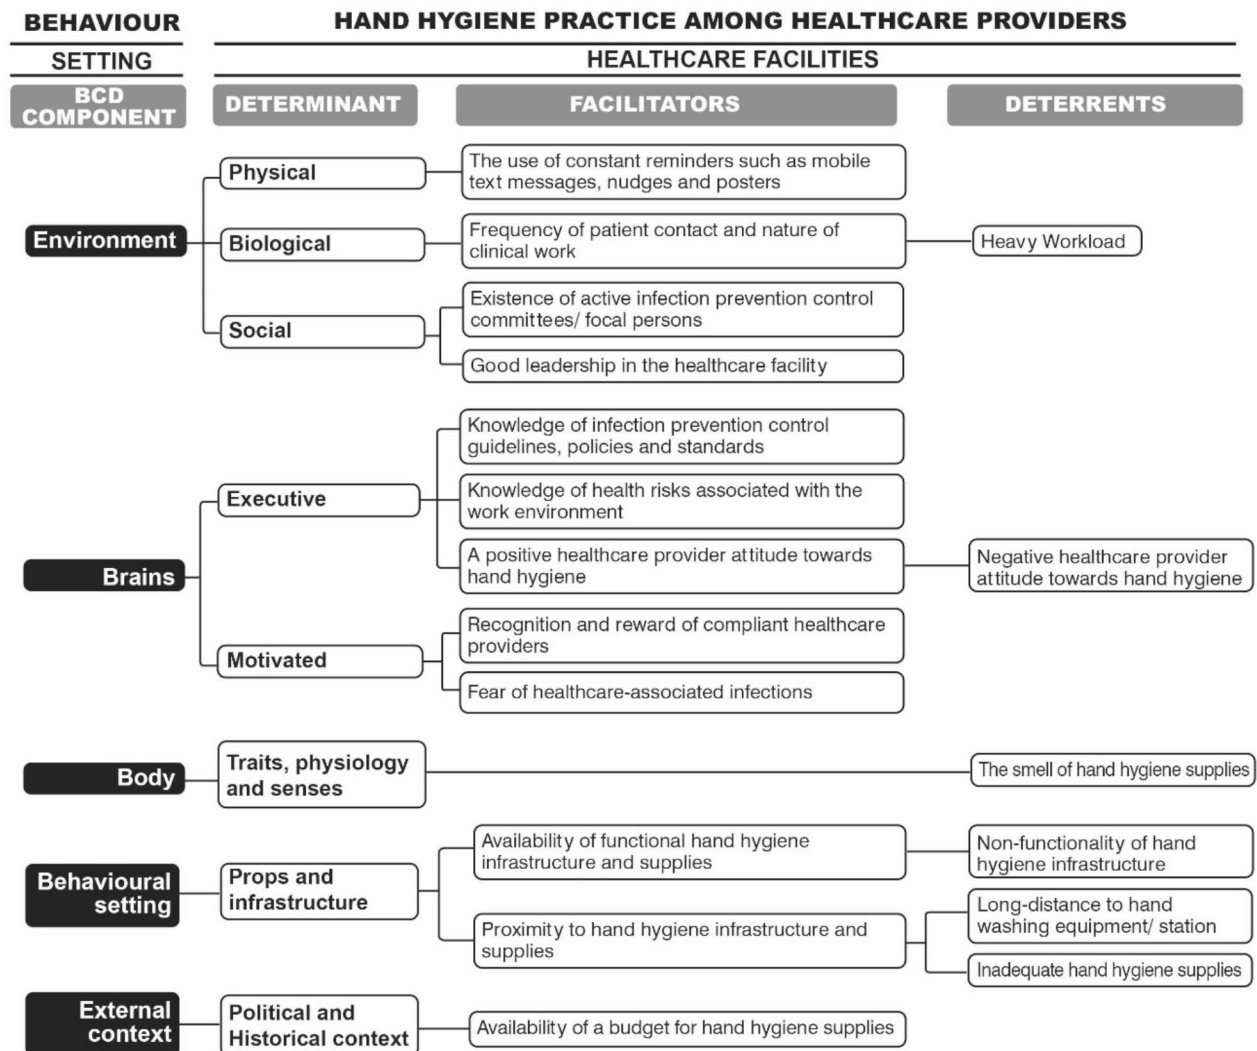 BEHAVIOUR
HAND HYGIENE PRACTICE AMONG HEALTHCARE PROVIDERS
SETTING
HEALTHCARE FACILITIES
BCD
COMPONENT
DETERMINANT
FACILITATORS
DETERRENTS
Environment
Physical
The use of constant reminders such as mobile
text messages, nudges and posters
Biological
Frequency of patient contact and nature of
clinical work
Heavy Workload
Social
Existence of active infection prevention control
committees/ focal persons
Good leadership in the healthcare facility
Brains
Executive
Knowledge of infection prevention control
guidelines, policies and standards
Knowledge of health risks associated with the
work environment
A positive healthcare provider attitude towards
hand hygiene
Negative healthcare provider
attitude towards hand hygiene
Motivated
Recognition and reward of compliant healthcare
providers
Fear of healthcare-associated infections
Body
Traits, physiology
and senses
The smell of hand hygiene supplies
Behavioural
setting
Props and
infrastructure
Availability of functional hand hygiene
infrastructure and supplies
Non-functionality of hand
hygiene infrastructure
Proximity to hand hygiene infrastructure and
supplies
Long-distance to hand
washing equipment/ station
Inadequate hand hygiene supplies
External
context
Political and
Historical context
Availability of a budget for hand hygiene supplies